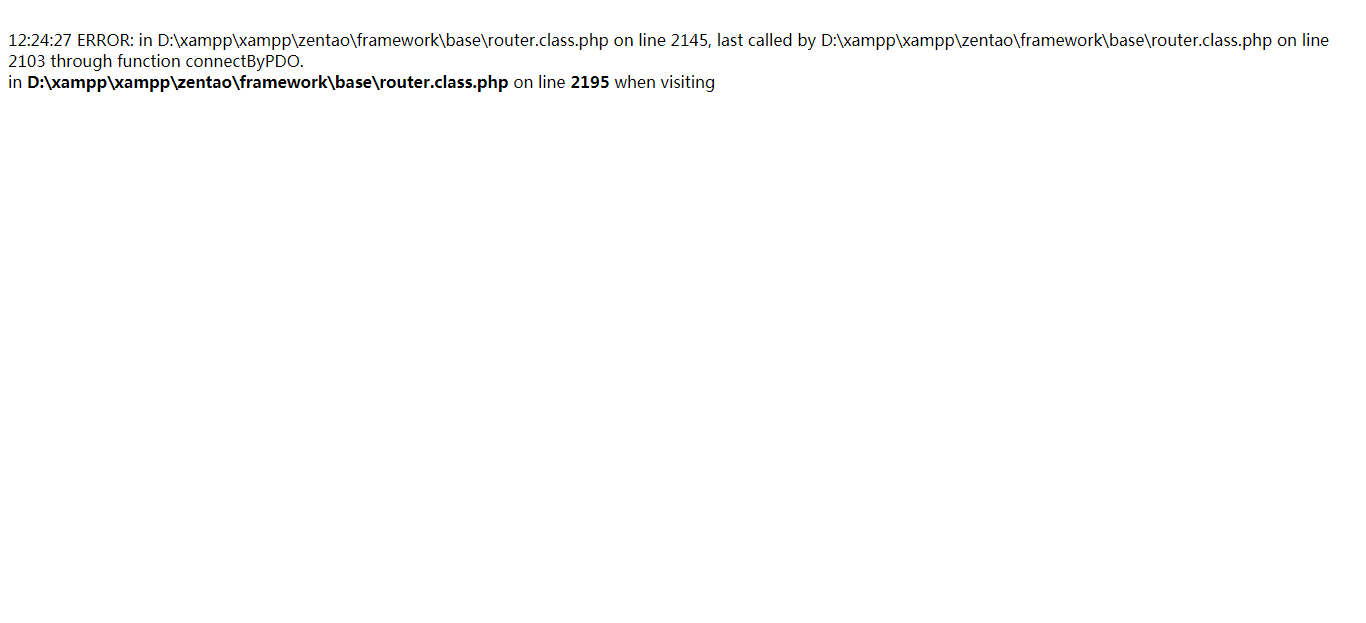 12:24:27 ERROR: in D:\xampp\xampp\zentao\framework\base\router.class.php on line 2145, last called by D:\xampp\xampp\zentao\framework\base\router.class.php on line
2103 through function connectByPDO.
in D:\xampp\xampp\zentao\framework\base\router.class.php on line 2195 when visiting